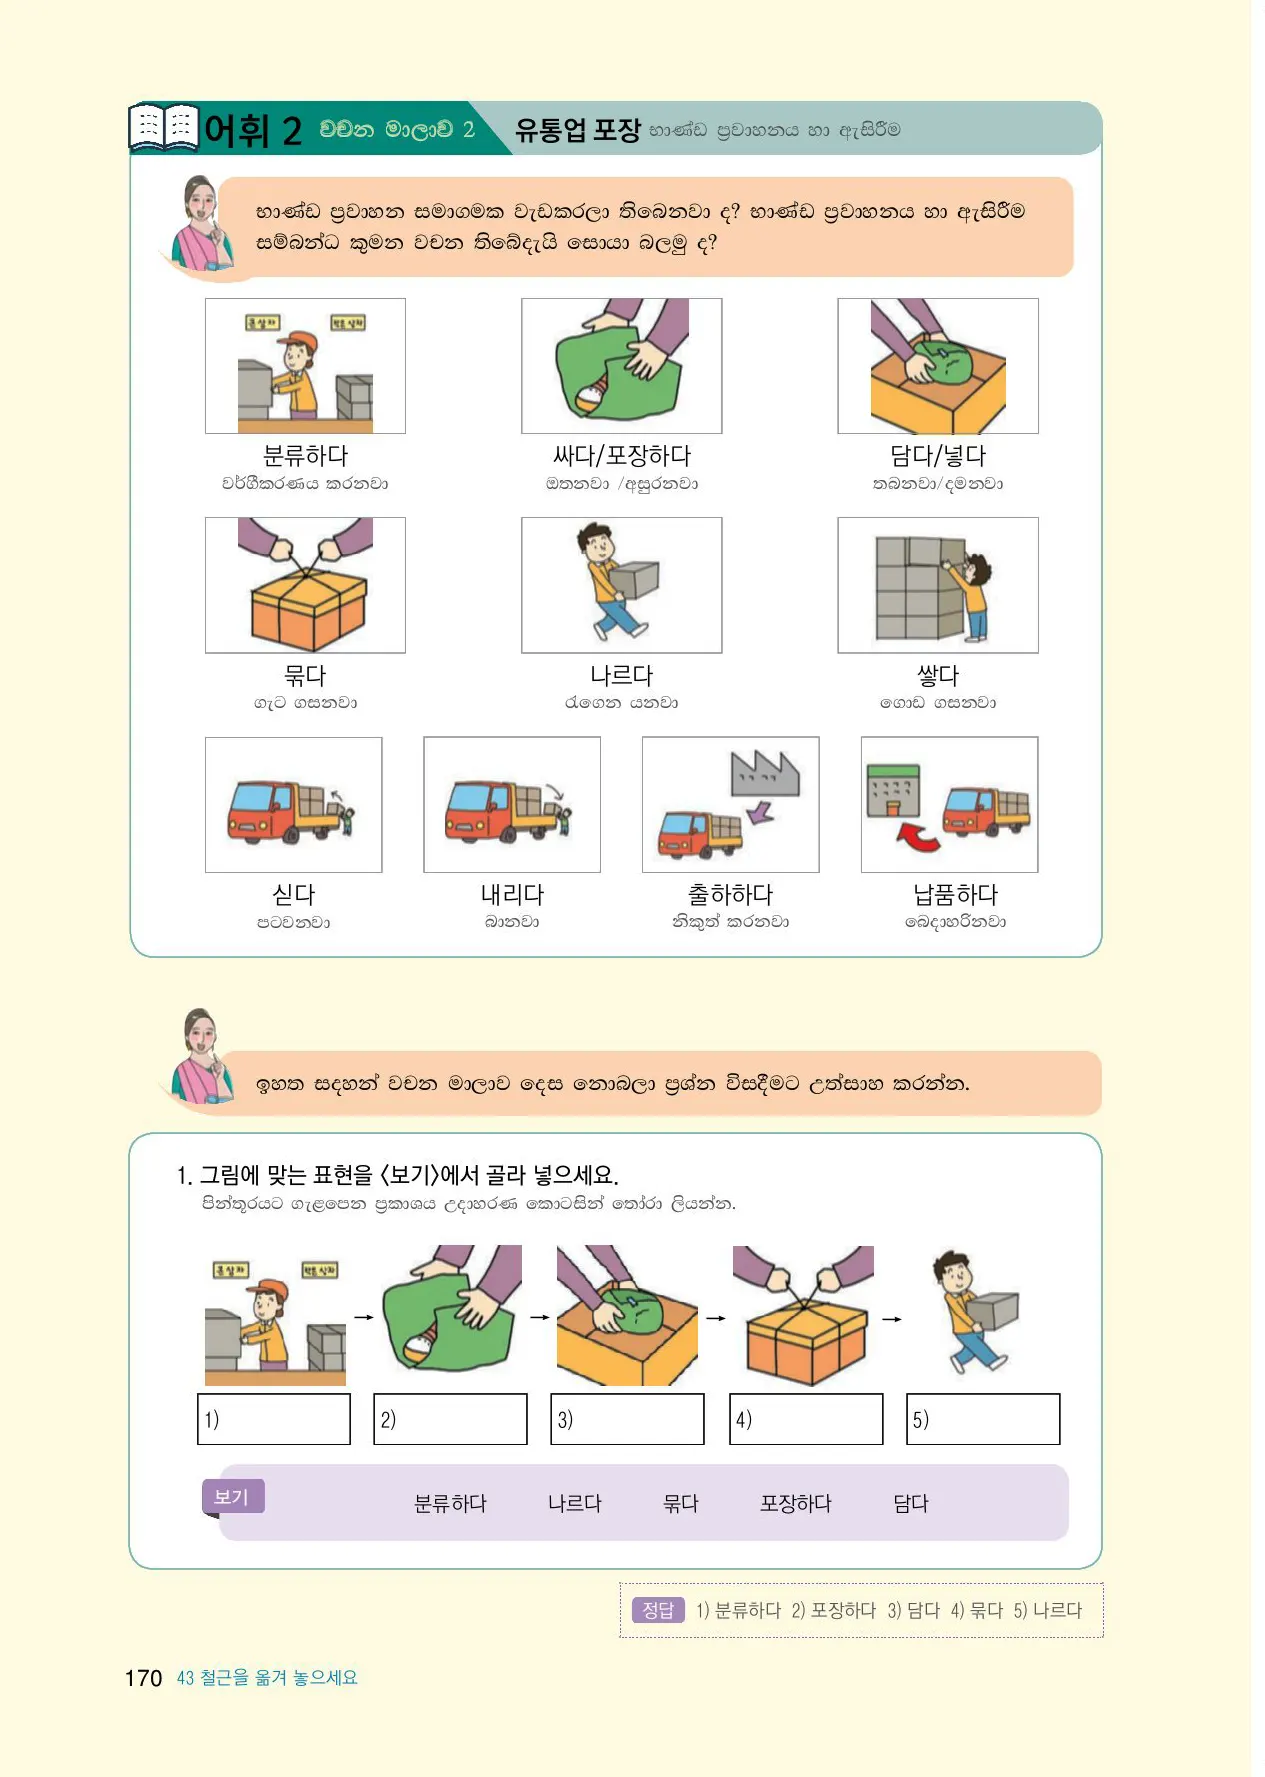 어휘 2 වචන මාලාව 2 유통업 포장 භාණ්ඩ ප්‍රවාහනය හා ඇසිරීම
භාණ්ඩ ප්‍රවාහන සමාගමක වැඩකරලා තිබෙනවා ද? භාණ්ඩ ප්‍රවාහනය හා ඇසිරීම
සම්බන්ධ කුමන වචන තිබේදැයි සොයා බලමු ද?
분류하다 싸다/포장하다 담다/넣다
වර්ගීකරණය කරනවා ඔතනවා /අසුරනවා තබනවා/දමනවා
묶다 나르다 쌓다
ගැට ගසනවා රැගෙන යනවා ගොඩ ගසනවා
싣다 내리다 출하하다 납품하다
පටවනවා බානවා නිකුත් කරනවා බෙදාහරිනවා
ඉහත සදහන් වචන මාලාව දෙස නොබලා ප්‍රශ්න විසදීමට උත්සාහ කරන්න.
1. 그림에 맞는 표현을 〈보기〉에서 골라 넣으세요.
පින්තූරයට ගැළපෙන ප්‍රකාශය උදාහරණ කොටසින් තෝරා ලියන්න.
→ → → →
1) 2) 3) 4) 5)
보기 분류하다 나르다 묶다 포장하다 담다
정답 1) 분류하다 2) 포장하다 3) 담다 4) 묶다 5) 나르다
170 43 철근을 옮겨 놓으세요